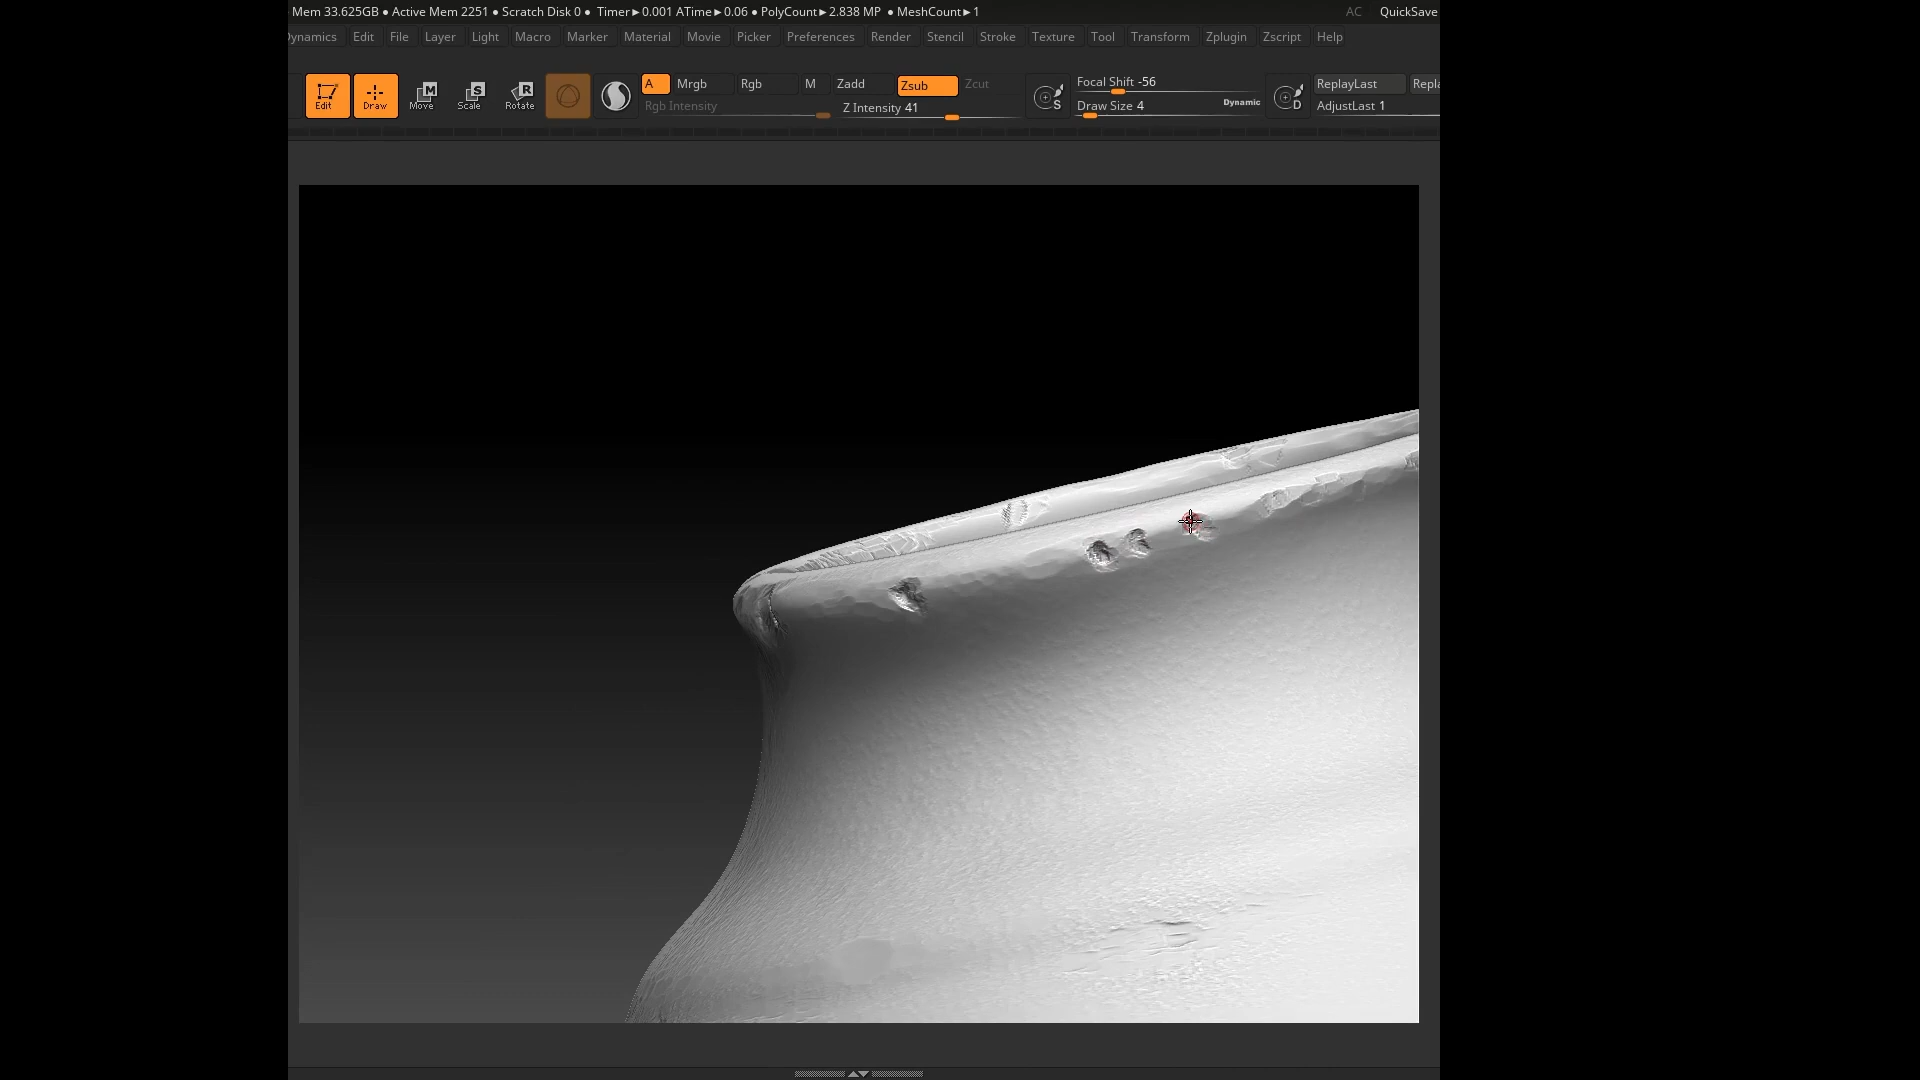 Mem 33.625GB ● Active Mem 2251 ● Scratch Disk 0 ● Timer►0.001 ATime►0.06 ● PolyCount►2.838 MP ● MeshCount►1 AC QuickSave
Dynamics Edit File Layer Light Macro Marker Material Movie Picker Preferences Render Stencil Stroke Texture Tool Transform Zplugin Zscript Help
A Mrgb Rgb M Zadd Zsub Zcut Focal Shift -56 ReplayLast
Edit Draw Move Scale Rotate Rgb Intensity Z Intensity 41 Draw Size 4 Dynamic AdjustLast 1
M S R S D